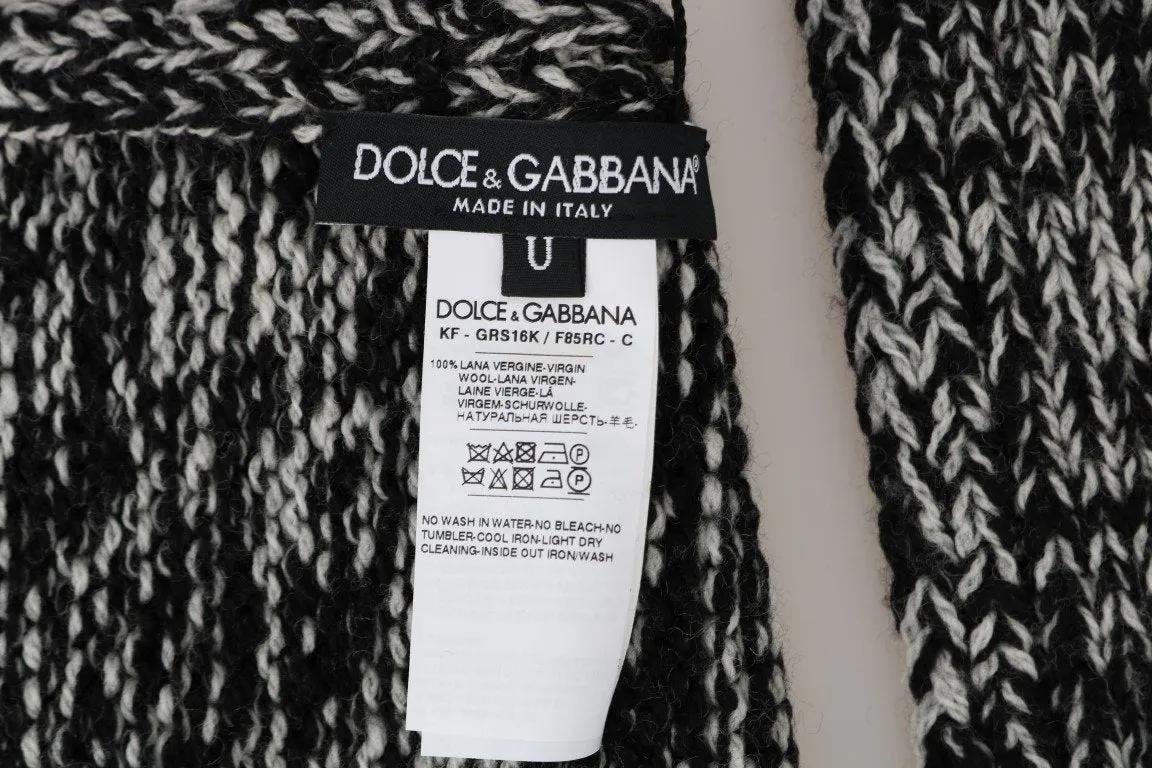 DOLCE & GABBANA®
MADE IN ITALY
U
DOLCE & GABBANA
KF - GRS16K / F85RC - C
100% LANA VERGINE-VIRGIN
WOOL-LANA VIRGEN-
LAINE VIERGE-LÃ
VIRGEM-SCHURWOLLE-
НАТУРАЛЬНАЯ ШЕРСТЬ-羊毛-
P
P
NO WASH IN WATER-NO BLEACH-NO
TUMBLER-COOL IRON-LIGHT DRY
CLEANING-INSIDE OUT IRON/WASH